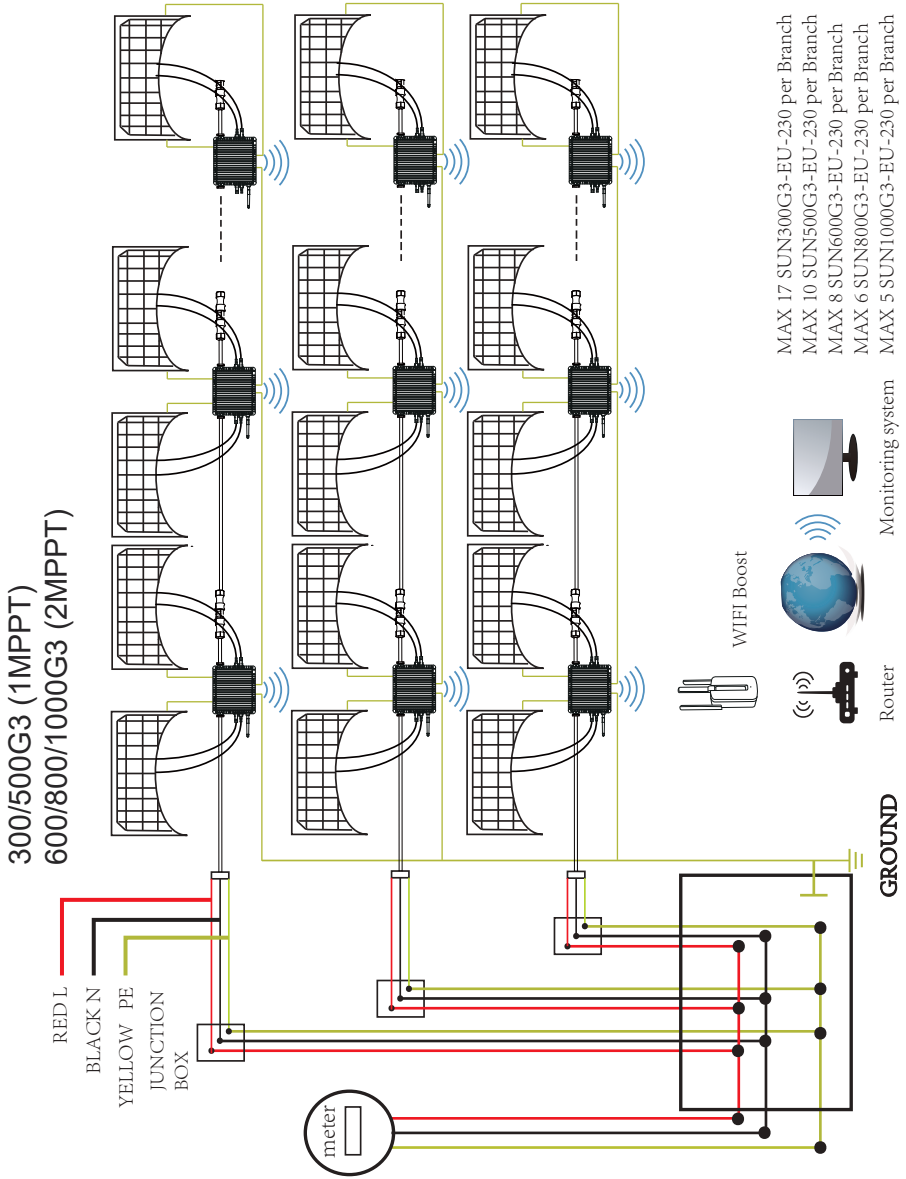 300/500G3 (1MPPT)
600/800/1000G3 (2MPPT)
RED L
BLACK N
YELLOW PE
JUNCTION
BOX
meter
GROUND
WIFI Boost
Router
Monitoring system
MAX 17 SUN300G3-EU-230 per Branch
MAX 10 SUN500G3-EU-230 per Branch
MAX 8 SUN600G3-EU-230 per Branch
MAX 6 SUN800G3-EU-230 per Branch
MAX 5 SUN1000G3-EU-230 per Branch